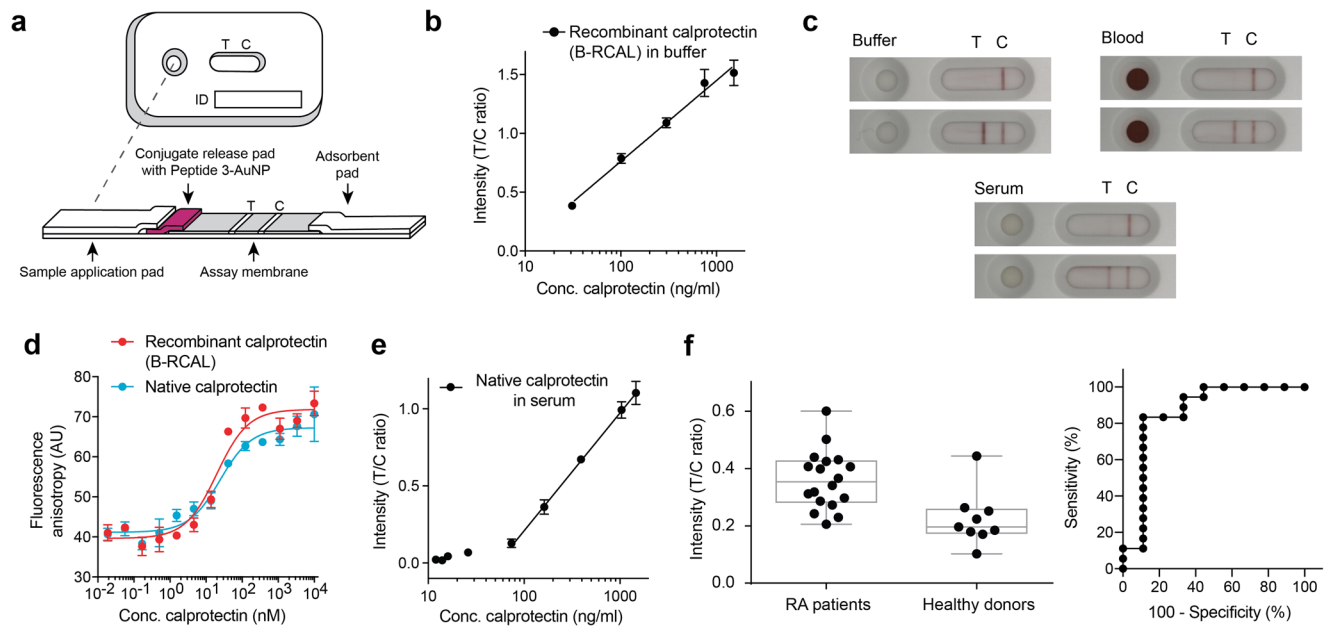 a
T C
ID
Conjugate release pad
with Peptide 3-AuNP
Adsorbent
pad
T C
Sample application pad
Assay membrane
b
Recombinant calprotectin
(B-RCAL) in buffer
Intensity (T/C ratio)
1.5
1.0
0.5
0.0
10 100 1000
Conc. calprotectin (ng/ml)
c
Buffer T C
Blood T C
Serum T C
d
Recombinant calprotectin
(B-RCAL)
Native calprotectin
Fluorescence
anisotropy (AU)
80
70
60
50
40
30
10-2 10-1 100 101 102 103 104
Conc. calprotectin (nM)
e
Native calprotectin
in serum
Intensity (T/C ratio)
1.0
0.5
0.0
10 100 1000
Conc. calprotectin (ng/ml)
f
Intensity (T/C ratio)
0.6
0.4
0.2
0.0
RA patients Healthy donors
Sensitivity (%)
100
80
60
40
20
0
0 20 40 60 80 100
100 - Specificity (%)